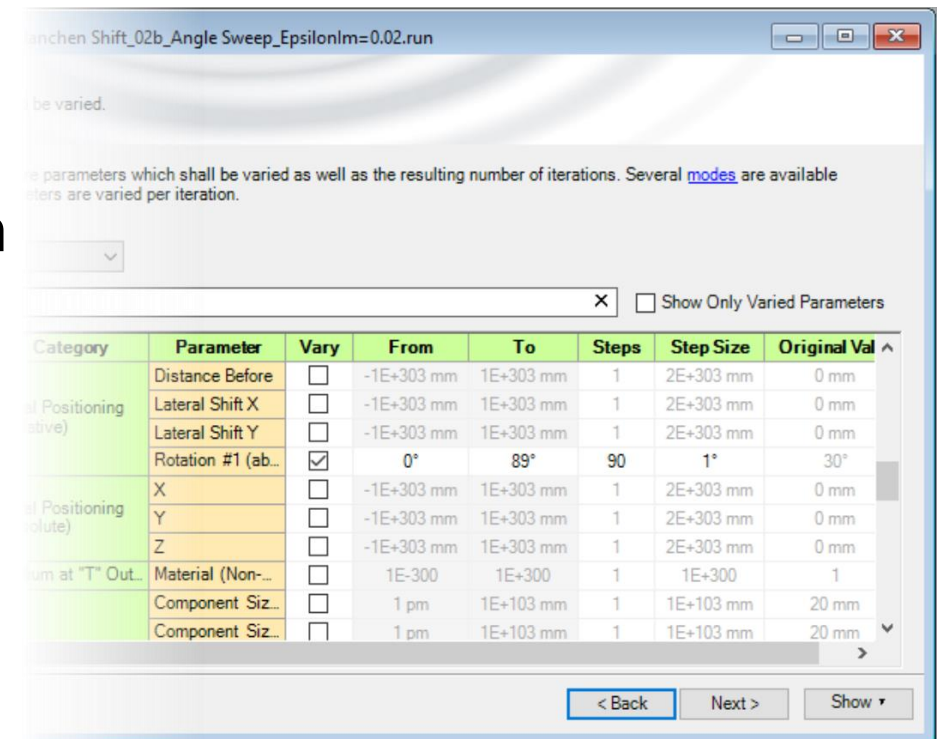 anchen Shift_02b_Angle Sweep_EpsilonIm=0.02.run
be varied.
e parameters which shall be varied as well as the resulting number of iterations. Several modes are available
eters are varied per iteration.
n
Show Only Varied Parameters
Category Parameter Vary From To Steps Step Size Original Val
Distance Before -1E+303 mm 1E+303 mm 1 2E+303 mm 0 mm
l Positioning Lateral Shift X -1E+303 mm 1E+303 mm 1 2E+303 mm 0 mm
ative) Lateral Shift Y -1E+303 mm 1E+303 mm 1 2E+303 mm 0 mm
Rotation #1 (ab... 0° 89° 90 1° 30°
X -1E+303 mm 1E+303 mm 1 2E+303 mm 0 mm
l Positioning Y -1E+303 mm 1E+303 mm 1 2E+303 mm 0 mm
olute) Z -1E+303 mm 1E+303 mm 1 2E+303 mm 0 mm
um at "T" Out... Material (Non-... 1E-300 1E+300 1 1E+300 1
Component Siz... 1 pm 1E+103 mm 1 1E+103 mm 20 mm
Component Siz... 1 pm 1E+103 mm 1 1E+103 mm 20 mm
< Back Next > Show